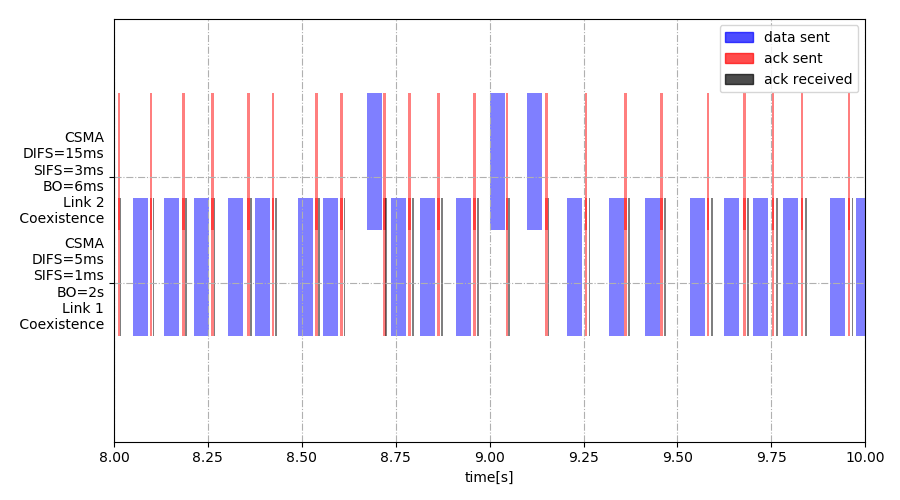 data sent
ack sent
ack received
CSMA
DIFS=15ms
SIFS=3ms
BO=6ms
Link 2
Coexistence
CSMA
DIFS=5ms
SIFS=1ms
BO=2s
Link 1
Coexistence
8.00 8.25 8.50 8.75 9.00 9.25 9.50 9.75 10.00
time[s]